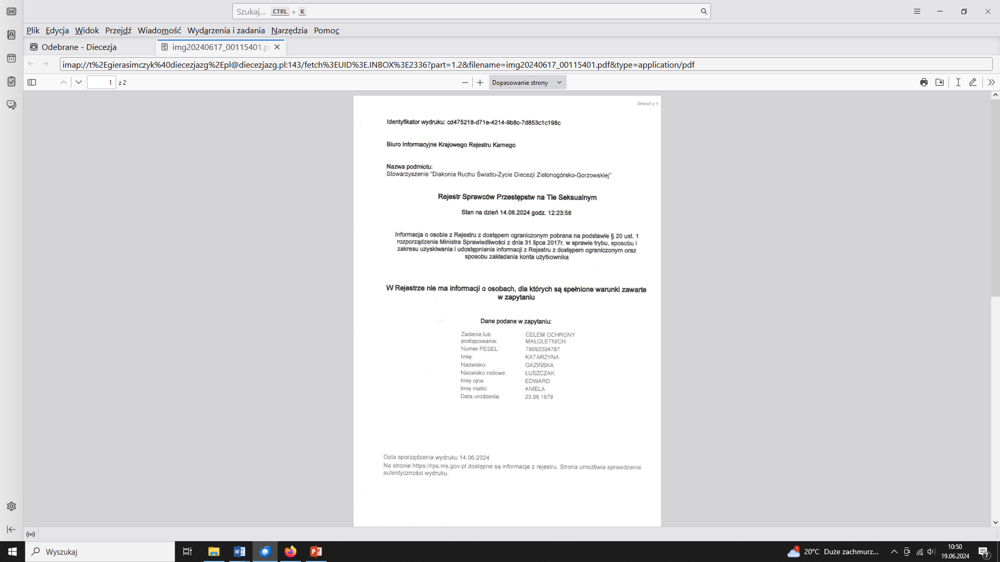 Szukaj... CTRL + K
Plik Edycja Widok Przejdź Wiadomość Wydarzenia i zadania Narzędzia Pomoc
Odebrane - Diecezja
img20240617_00115401.p
imap://t%2Egierasimczyk%40diecezjazg%2Epl@diecezjazg.pl:143/fetch%3EUID%3E.INBOX%3E2336?part=1.2&filename=img20240617_00115401.pdf&type=application/pdf
1 z 2
Dopasowanie strony
Strona1 z 1
Identyfikator wydruku: cd475218-d71e-4214-9b8c-7d853c1c198c
Biuro Informacyjne Krajowego Rejestru Karnego
Nazwa podmiotu:
Stowarzyszenie "Diakonia Ruchu Światło-Życie Diecezji Zielonogórsko-Gorzowskiej"
Rejestr Sprawców Przestępstw na Tle Seksualnym
Stan na dzień 14.06.2024 godz. 12:23:58
Informacja o osobie z Rejestru z dostępem ograniczonym pobrana na podstawie § 20 ust. 1
rozporządzenia Ministra Sprawiedliwości z dnia 31 lipca 2017r. w sprawie trybu, sposobu i
zakresu uzyskiwania i udostępniania informacji z Rejestru z dostępem ograniczonym oraz
sposobu zakładania konta użytkownika
W Rejestrze nie ma informacji o osobach, dla których są spełnione warunki zawarte
w zapytaniu
Dane podane w zapytaniu:
Zadanie lub CELEM OCHRONY
postępowanie: MAŁOLETNICH
Numer PESEL: 79092304787
Imię: KATARZYNA
Nazwisko: GAZIŃSKA
Nazwisko rodowe: ŁUSZCZAK
Imię ojca: EDWARD
Imię matki: ANIELA
Data urodzenia: 23.09.1979
Data sporządzenia wydruku 14.06.2024
Na stronie https://rps.ms.gov.pl dostępne są informacje z rejestru. Strona umożliwia sprawdzenie
autentyczności wydruku.
Wyszukaj
1
20°C Duże zachmurz...
10:50
19.06.2024
7